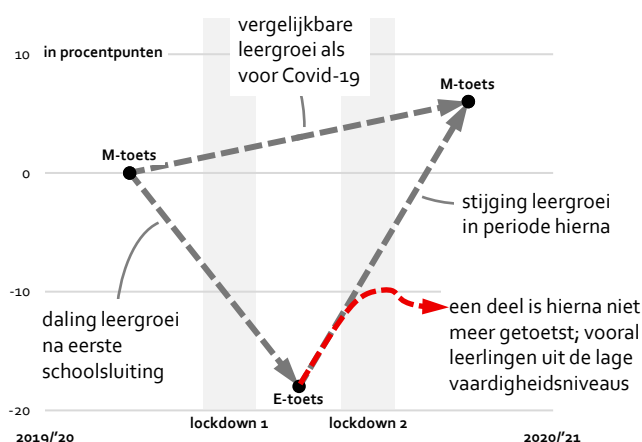 vergelijkbare
leergroei als
voor Covid-19
10
in procentpunten
M-toets
M-toets
0
stijging leergroei
in periode hierna
-10
daling leergroei
na eerste
schoolsluiting
een deel is hierna niet
meer getoetst; vooral
leerlingen uit de lage
vaardigheidsniveaus
E-toets
-20
lockdown 1
lockdown 2
2019/'20
2020/'21